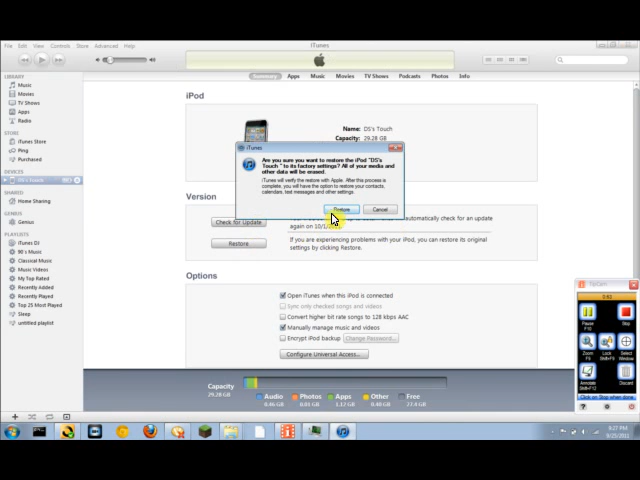 iTunes
File Edit View Controls Store Advanced Help
Summary Apps Music Movies TV Shows Podcasts Photos Info
LIBRARY
Music
Movies
TV Shows
Apps
Radio
STORE
iTunes Store
Ping
Purchased
DEVICES
DS's Touch
SHARED
Home Sharing
GENIUS
Genius
PLAYLISTS
iTunes DJ
90's Music
Classical Music
Music Videos
My Top Rated
Recently Added
Recently Played
Top 25 Most Played
Sleep
untitled playlist
iPod
Name: DS's Touch
Capacity: 29.28 GB
iTunes
Are you sure you want to restore the iPod "DS's
Touch " to its factory settings? All of your media and
other data will be erased.
iTunes will verify the restore with Apple. After this process is
complete, you will have the option to restore your contacts,
calendars, text messages and other settings.
Restore Cancel
Version
Check for Update
automatically check for an update
again on
Restore
If you are experiencing problems with your iPod, you can restore its original
settings by clicking Restore.
Options
Open iTunes when this iPod is connected
Sync only checked songs and videos
Convert higher bit rate songs to 128 kbps AAC
Manually manage music and videos
Encrypt iPod backup Change Password...
Configure Universal Access...
Capacity
29.28 GB
Audio Photos Apps Other Free
0.46 GB 0.01 GB 1.12 GB 0.40 GB 27.4 GB
Pause
F10
Stop
Zoom
F9
Lock
Shift+F9
Select
Window
Annotate
Shift+F12
Discard
Click on Stop when done.
8:27 PM
9/25/2011